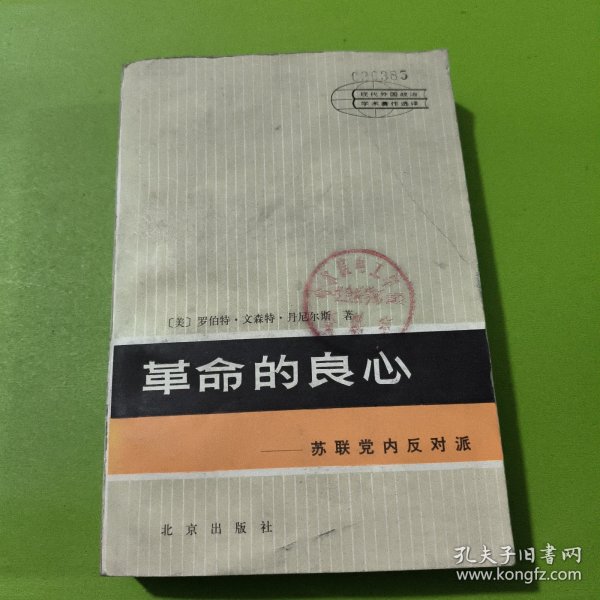 020385
现代外国政治
学术著作选译
〔美〕罗伯特·文森特·丹尼尔斯 著
革命的良心
——苏联党内反对派
北京出版社
孔夫子旧书网
www.kongfz.com